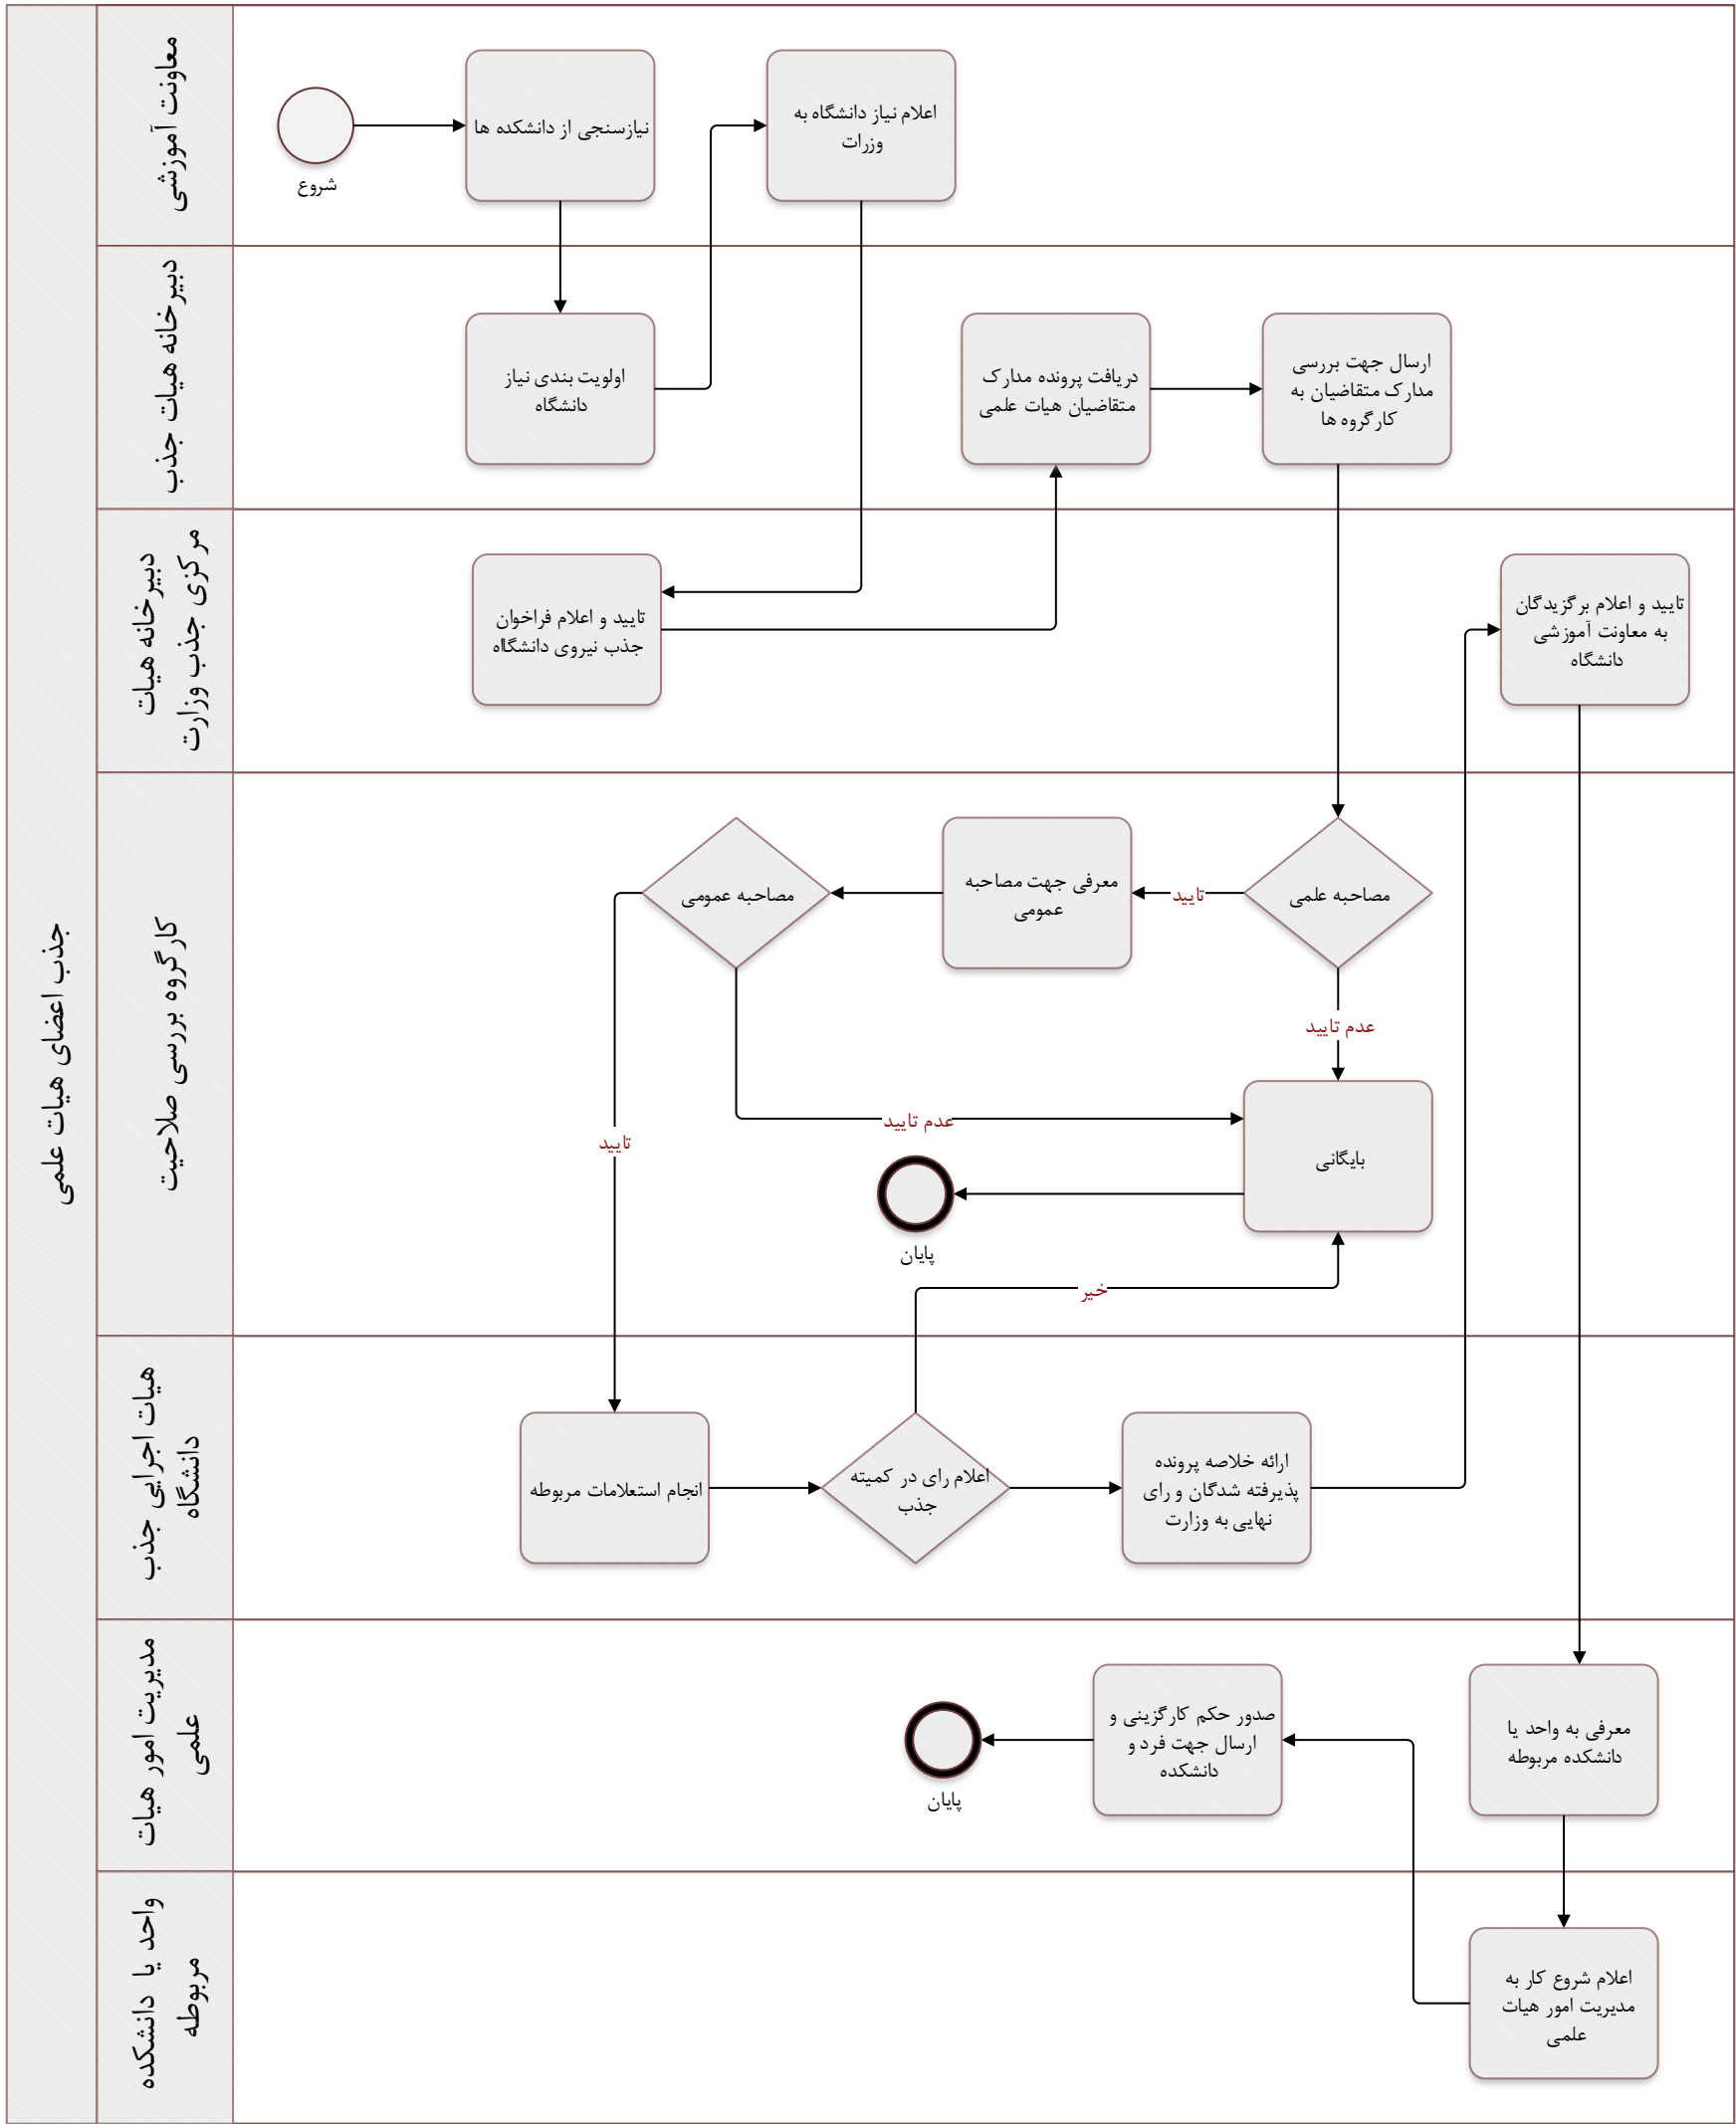 جذب اعضای هیات علمی
معاونت آموزشی
شروع
نیازسنجی از دانشکده ها
اعلام نیاز دانشگاه به
وزرات
دبیرخانه هیات جذب
اولویت بندی نیاز
دانشگاه
دریافت پرونده مدارک
متقاضیان هیات علمی
ارسال جهت بررسی
مدارک متقاضیان به
کارگروه ها
دبیرخانه هیات
مرکزی جذب وزارت
تایید و اعلام فراخوان
جذب نیروی دانشگااه
تایید و اعلام برگزیدگان
به معاونت آموزشی
دانشگاه
کارگروه بررسی صلاحیت
مصاحبه علمی
تایید
معرفی جهت مصاحبه
عمومی
مصاحبه عمومی
عدم تایید
عدم تایید
تایید
بایگانی
پایان
خیر
هیات اجرایی جذب
دانشگاه
انجام استعلامات مربوطه
اعلام رای در کمیته
جذب
ارائه خلاصه پرونده
پذیرفته شدگان و رای
نهایی به وزارت
مدیریت امور هیات
علمی
معرفی به واحد یا
دانشکده مربوطه
صدور حکم کارگزینی و
ارسال جهت فرد و
دانشکده
پایان
واحد یا دانشکده
مربوطه
اعلام شروع کار به
مدیریت امور هیات
علمی